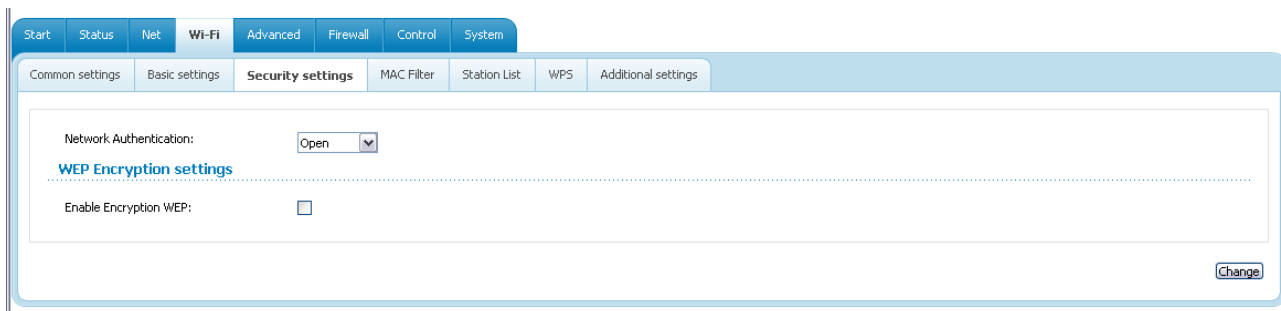 Start Status Net Wi-Fi Advanced Firewall Control System
Common settings Basic settings Security settings MAC Filter Station List WPS Additional settings
Network Authentication: Open
WEP Encryption settings
Enable Encryption WEP:
Change